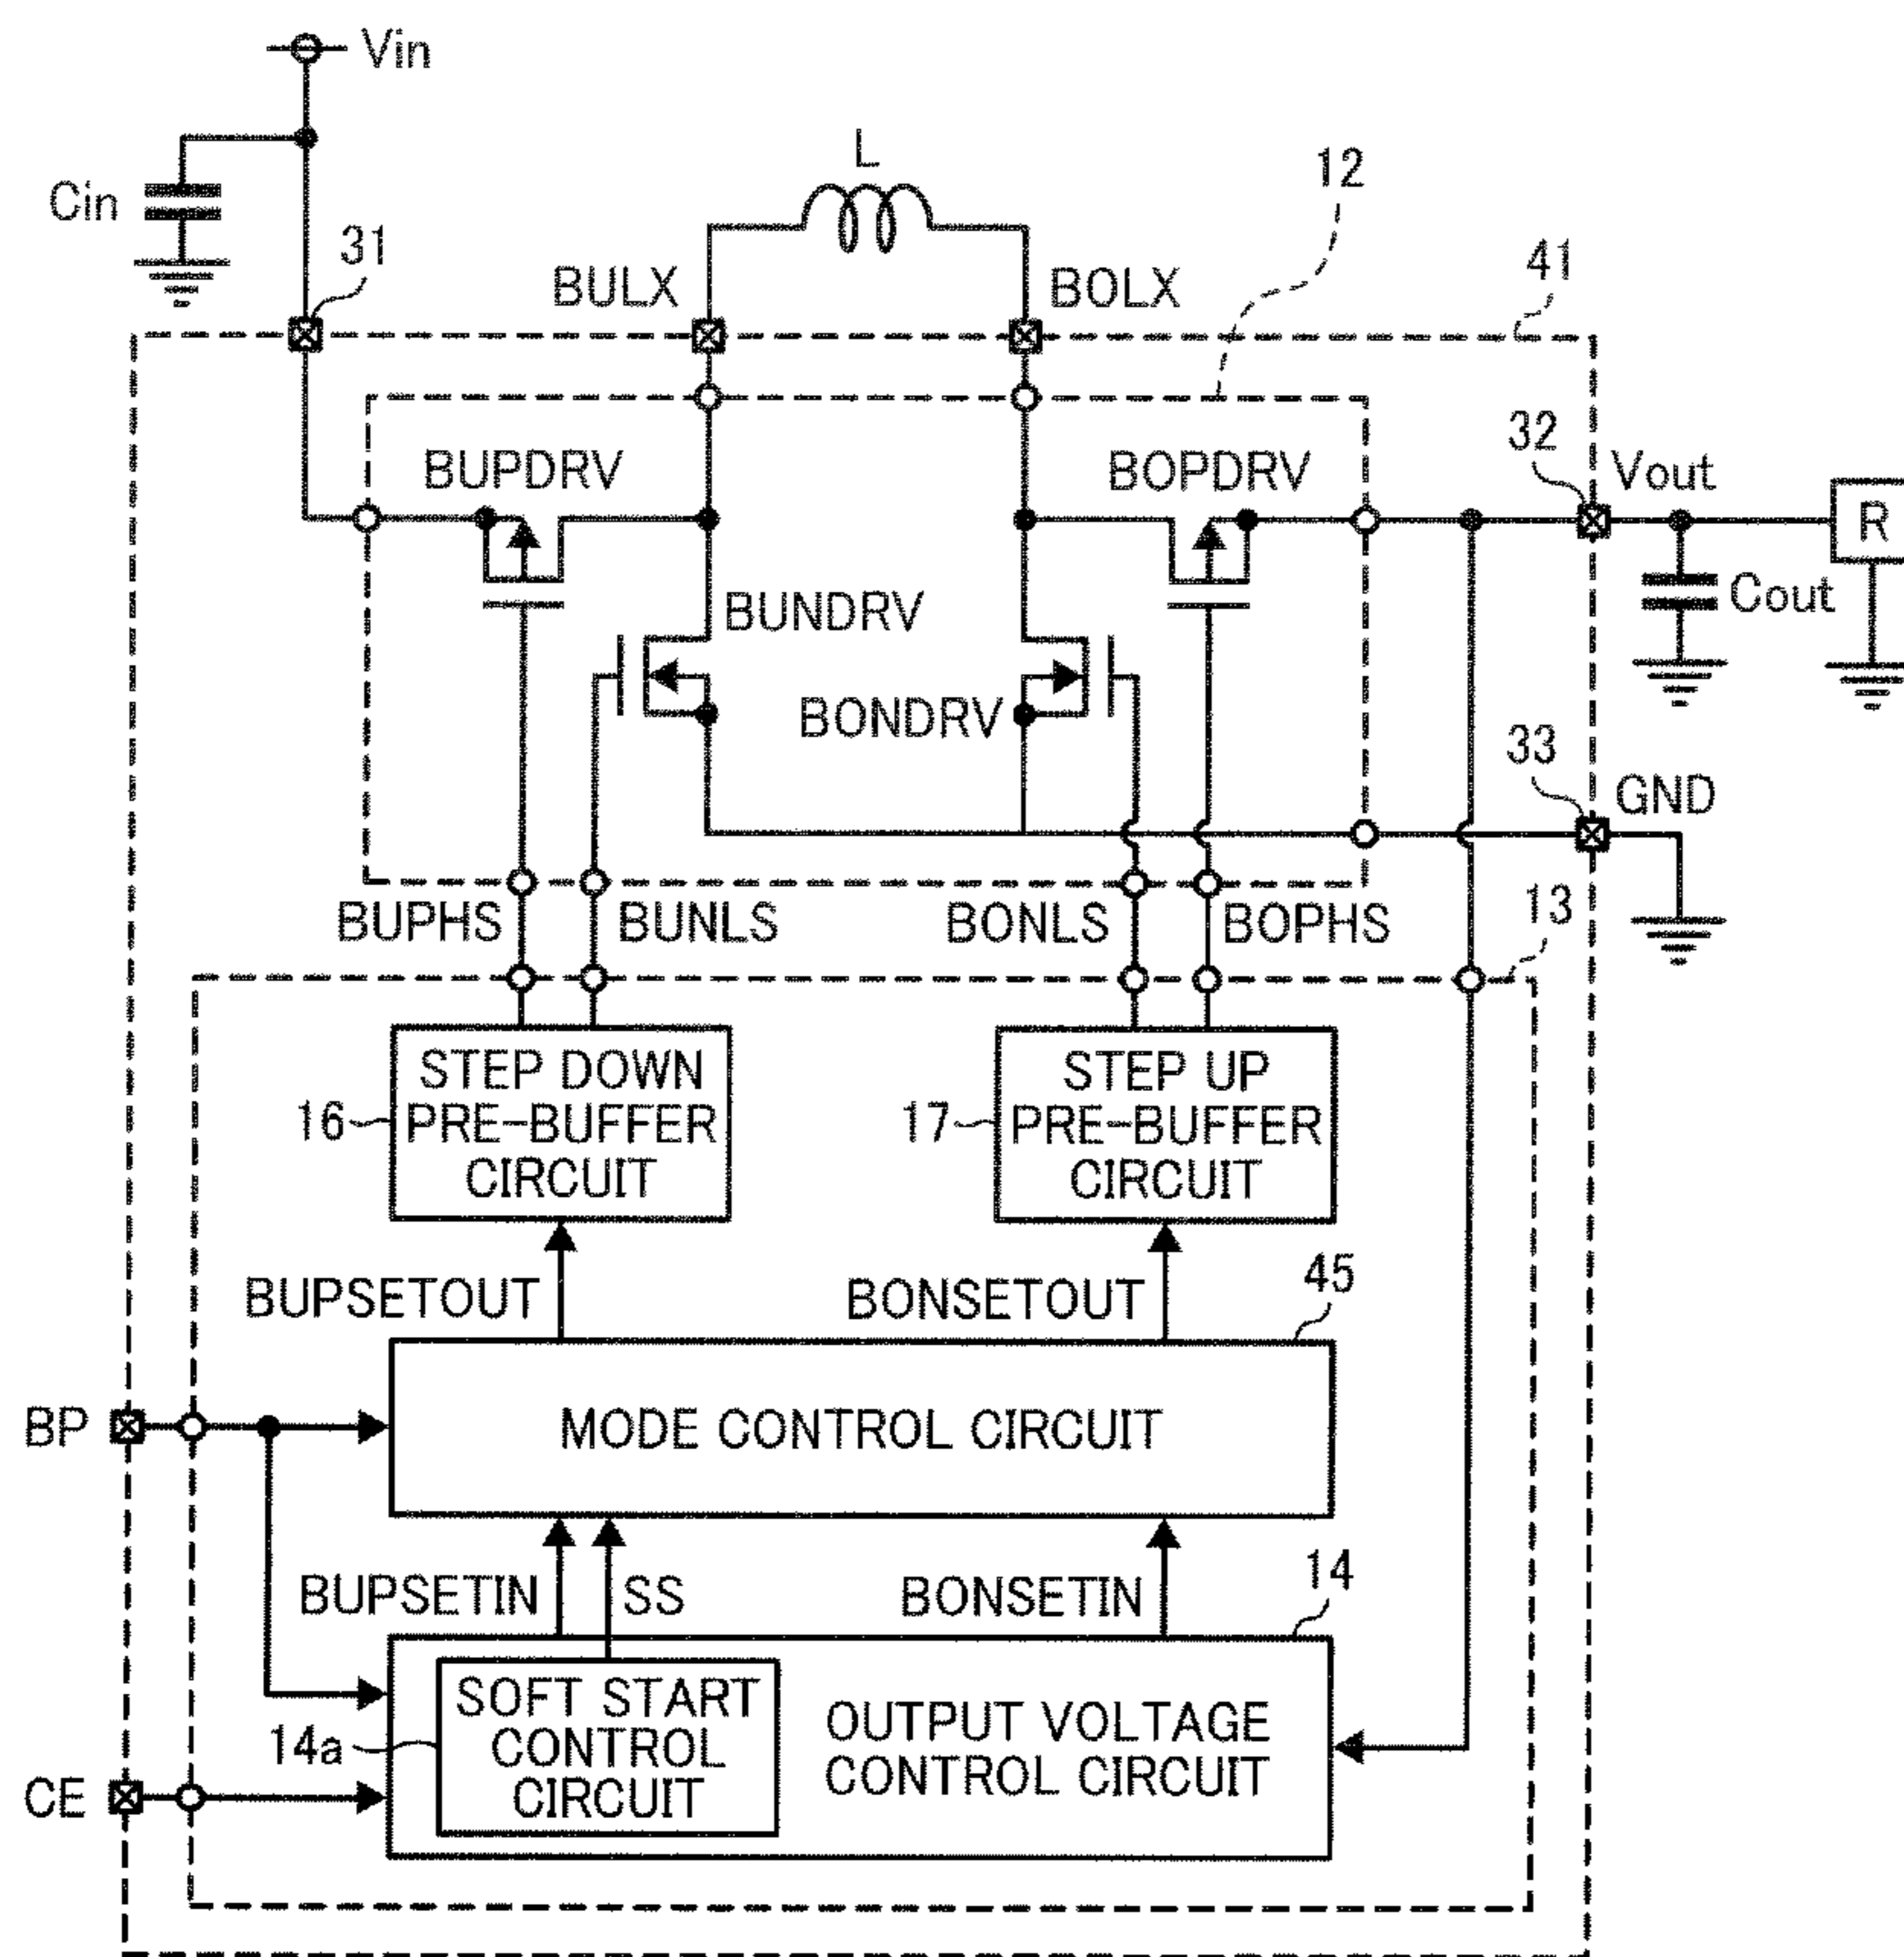 Vin
L
12
Cin
31
41
BULX
BOLX
32
BUPDRV
BOPDRV
Vout
R
Cout
BUNDRV
BONDRV
33
GND
13
BUPHS
BUNLS
BONLS
BOPHS
STEP DOWN
PRE-BUFFER
CIRCUIT
16
STEP UP
PRE-BUFFER
CIRCUIT
17
45
BUPSETOUT
BONSETOUT
BP
MODE CONTROL CIRCUIT
14
BUPSETIN
SS
BONSETIN
SOFT START
CONTROL
CIRCUIT
14a
OUTPUT VOLTAGE
CONTROL CIRCUIT
CE